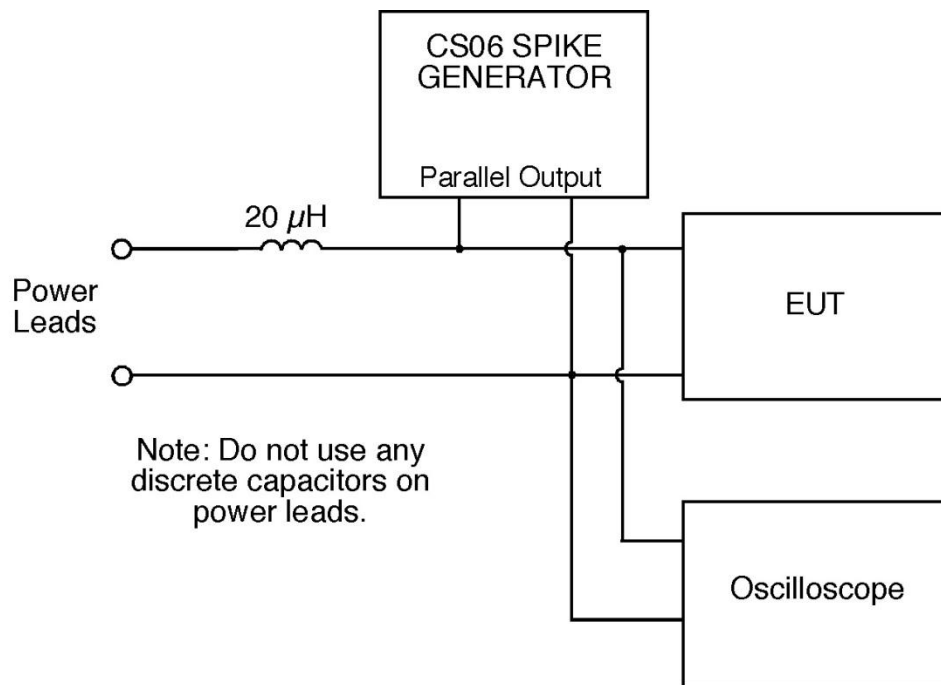 CS06 SPIKE
GENERATOR
Parallel Output
20 µH
Power
Leads
EUT
Note: Do not use any
discrete capacitors on
power leads.
Oscilloscope